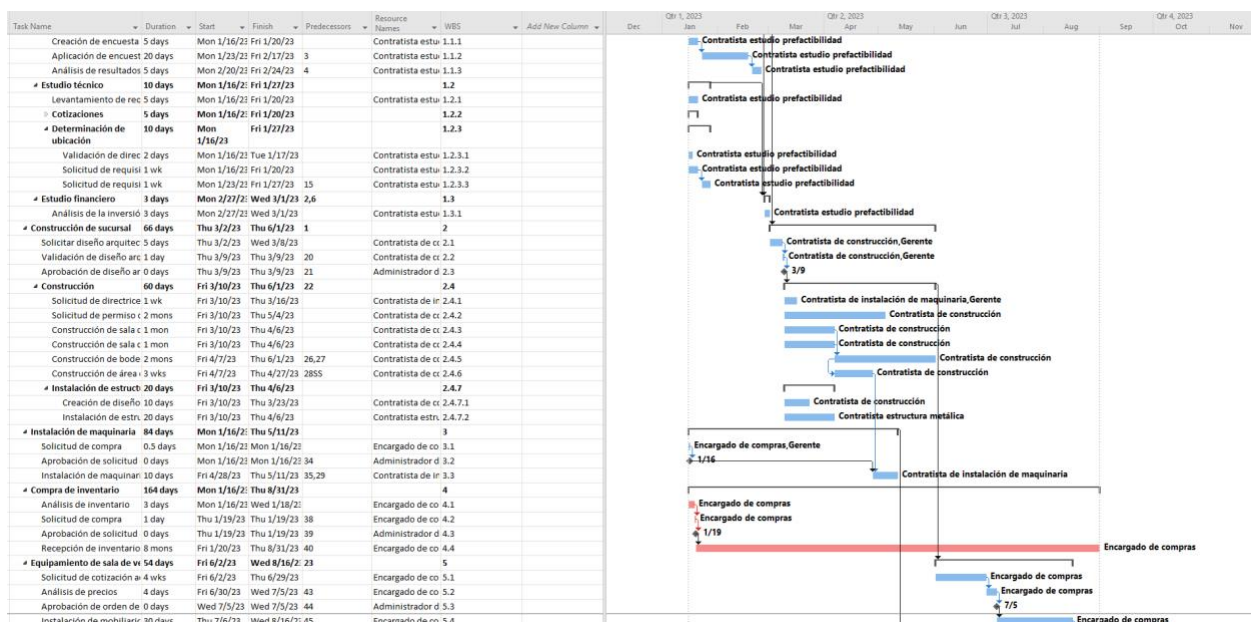 Task Name Duration Start Finish Predecessors Resource Names WBS Add New Column
Qtr 1, 2023 Qtr 2, 2023 Qtr 3, 2023 Qtr 4, 2023
Dec Jan Feb Mar Apr May Jun Jul Aug Sep Oct Nov
Creación de encuesta 5 days Mon 1/16/23 Fri 1/20/23 Contratista estu 1.1.1 Contratista estudio prefactibilidad
Aplicación de encuest 20 days Mon 1/23/23 Fri 2/17/23 3 Contratista estu 1.1.2 Contratista estudio prefactibilidad
Análisis de resultados 5 days Mon 2/20/23 Fri 2/24/23 4 Contratista estu 1.1.3 Contratista estudio prefactibilidad
Estudio técnico 10 days Mon 1/16/23 Fri 1/27/23 1.2
Levantamiento de rec 5 days Mon 1/16/23 Fri 1/20/23 Contratista estu 1.2.1 Contratista estudio prefactibilidad
Cotizaciones 5 days Mon 1/16/23 Fri 1/20/23 1.2.2
Determinación de ubicación 10 days Mon 1/16/23 Fri 1/27/23 1.2.3
Validación de direc 2 days Mon 1/16/23 Tue 1/17/23 Contratista estu 1.2.3.1 Contratista estudio prefactibilidad
Solicitud de requisi 1 wk Mon 1/16/23 Fri 1/20/23 Contratista estu 1.2.3.2 Contratista estudio prefactibilidad
Solicitud de requisi 1 wk Mon 1/23/23 Fri 1/27/23 15 Contratista estu 1.2.3.3 Contratista estudio prefactibilidad
Estudio financiero 3 days Mon 2/27/23 Wed 3/1/23 2,6 1.3
Análisis de la inversió 3 days Mon 2/27/23 Wed 3/1/23 Contratista estu 1.3.1 Contratista estudio prefactibilidad
Construcción de sucursal 66 days Thu 3/2/23 Thu 6/1/23 1 2
Solicitar diseño arquitec 5 days Thu 3/2/23 Wed 3/8/23 Contratista de cc 2.1 Contratista de construcción,Gerente
Validación de diseño arc 1 day Thu 3/9/23 Thu 3/9/23 20 Contratista de cc 2.2 Contratista de construcción,Gerente
Aprobación de diseño ar 0 days Thu 3/9/23 Thu 3/9/23 21 Administrador d 2.3 3/9
Construcción 60 days Fri 3/10/23 Thu 6/1/23 22 2.4
Solicitud de directrice 1 wk Fri 3/10/23 Thu 3/16/23 Contratista de in 2.4.1 Contratista de instalación de maquinaria,Gerente
Solicitud de permiso c 2 mons Fri 3/10/23 Thu 5/4/23 Contratista de cc 2.4.2 Contratista de construcción
Construcción de sala c 1 mon Fri 3/10/23 Thu 4/6/23 Contratista de cc 2.4.3 Contratista de construcción
Construcción de sala c 1 mon Fri 3/10/23 Thu 4/6/23 Contratista de cc 2.4.4 Contratista de construcción
Construcción de bode 2 mons Fri 4/7/23 Thu 6/1/23 26,27 Contratista de cc 2.4.5 Contratista de construcción
Construcción de área 3 wks Fri 4/7/23 Thu 4/27/23 28SS Contratista de cc 2.4.6 Contratista de construcción
Instalación de estruct 20 days Fri 3/10/23 Thu 4/6/23 2.4.7
Creación de diseño 10 days Fri 3/10/23 Thu 3/23/23 Contratista de cc 2.4.7.1 Contratista de construcción
Instalación de estru 20 days Fri 3/10/23 Thu 4/6/23 Contratista estru 2.4.7.2 Contratista estructura metálica
Instalación de maquinaria 84 days Mon 1/16/23 Thu 5/11/23 3
Solicitud de compra 0.5 days Mon 1/16/23 Mon 1/16/23 Encargado de co 3.1 Encargado de compras,Gerente
Aprobación de solicitud 0 days Mon 1/16/23 Mon 1/16/23 34 Administrador d 3.2 1/16
Instalación de maquinari 10 days Fri 4/28/23 Thu 5/11/23 35,29 Contratista de in 3.3 Contratista de instalación de maquinaria
Compra de inventario 164 days Mon 1/16/23 Thu 8/31/23 4
Análisis de inventario 3 days Mon 1/16/23 Wed 1/18/23 Encargado de co 4.1 Encargado de compras
Solicitud de compra 1 day Thu 1/19/23 Thu 1/19/23 38 Encargado de co 4.2 Encargado de compras
Aprobación de solicitud 0 days Thu 1/19/23 Thu 1/19/23 39 Administrador d 4.3 1/19
Recepción de inventario 8 mons Fri 1/20/23 Thu 8/31/23 40 Encargado de co 4.4 Encargado de compras
Equipamiento de sala de ve 54 days Fri 6/2/23 Wed 8/16/23 23 5
Solicitud de cotización a 4 wks Fri 6/2/23 Thu 6/29/23 Encargado de co 5.1 Encargado de compras
Análisis de precios 4 days Fri 6/30/23 Wed 7/5/23 43 Encargado de co 5.2 Encargado de compras
Aprobación de orden de 0 days Wed 7/5/23 Wed 7/5/23 44 Administrador d 5.3 7/5
Instalación de mobiliario 30 days Thu 7/6/23 Wed 8/16/23 45 Encargado de co 5.4 Encargado de compras